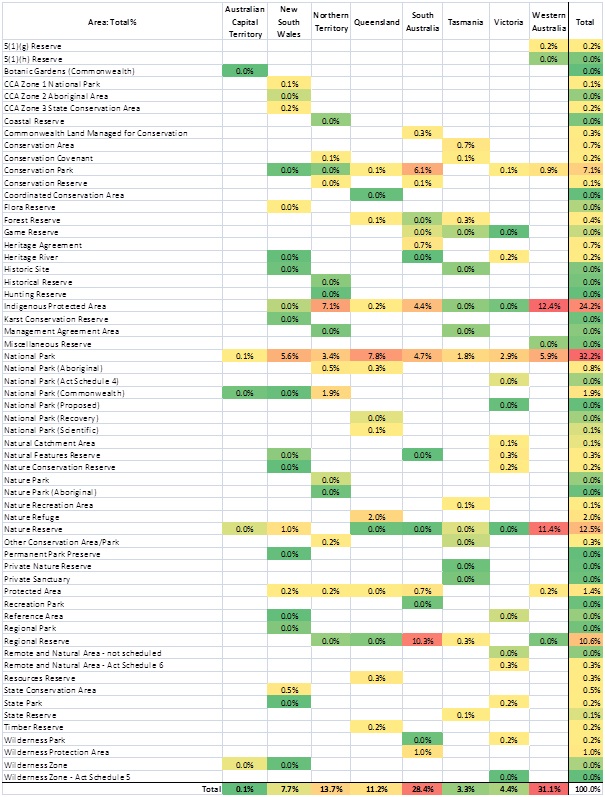 Area: Total% Australian Capital Territory New South Wales Northern Territory Queensland South Australia Tasmania Victoria Western Australia Total
5(1)(g) Reserve 0.2% 0.2%
5(1)(h) Reserve 0.0% 0.0%
Botanic Gardens (Commonwealth) 0.0% 0.0%
CCA Zone 1 National Park 0.1% 0.1%
CCA Zone 2 Aboriginal Area 0.0% 0.0%
CCA Zone 3 State Conservation Area 0.2% 0.2%
Coastal Reserve 0.0% 0.0%
Commonwealth Land Managed for Conservation 0.3% 0.3%
Conservation Area 0.7% 0.7%
Conservation Covenant 0.1% 0.1% 0.2%
Conservation Park 0.0% 0.0% 0.1% 6.1% 0.1% 0.9% 7.1%
Conservation Reserve 0.0% 0.1% 0.1%
Coordinated Conservation Area 0.0% 0.0%
Flora Reserve 0.0% 0.0%
Forest Reserve 0.1% 0.0% 0.3% 0.4%
Game Reserve 0.0% 0.0% 0.0% 0.0%
Heritage Agreement 0.7% 0.7%
Heritage River 0.0% 0.0% 0.2% 0.2%
Historic Site 0.0% 0.0% 0.0%
Historical Reserve 0.0% 0.0%
Hunting Reserve 0.0% 0.0%
Indigenous Protected Area 0.0% 7.1% 0.2% 4.4% 0.0% 0.0% 12.4% 24.2%
Karst Conservation Reserve 0.0% 0.0%
Management Agreement Area 0.0% 0.0% 0.0%
Miscellaneous Reserve 0.0% 0.0%
National Park 0.1% 5.6% 3.4% 7.8% 4.7% 1.8% 2.9% 5.9% 32.2%
National Park (Aboriginal) 0.5% 0.3% 0.8%
National Park (Act Schedule 4) 0.0% 0.0%
National Park (Commonwealth) 0.0% 0.0% 1.9% 1.9%
National Park (Proposed) 0.0% 0.0%
National Park (Recovery) 0.0% 0.0%
National Park (Scientific) 0.1% 0.1%
Natural Catchment Area 0.1% 0.1%
Natural Features Reserve 0.0% 0.0% 0.3% 0.3%
Nature Conservation Reserve 0.0% 0.2% 0.2%
Nature Park 0.0% 0.0%
Nature Park (Aboriginal) 0.0% 0.0%
Nature Recreation Area 0.1% 0.1%
Nature Refuge 2.0% 2.0%
Nature Reserve 0.0% 1.0% 0.0% 0.0% 0.0% 0.0% 11.4% 12.5%
Other Conservation Area/Park 0.2% 0.0% 0.3%
Permanent Park Preserve 0.0% 0.0%
Private Nature Reserve 0.0% 0.0%
Private Sanctuary 0.0% 0.0%
Protected Area 0.2% 0.2% 0.0% 0.7% 0.2% 1.4%
Recreation Park 0.0% 0.0%
Reference Area 0.0% 0.0% 0.0%
Regional Park 0.0% 0.0%
Regional Reserve 0.0% 0.0% 10.3% 0.3% 0.0% 10.6%
Remote and Natural Area - not scheduled 0.0% 0.0%
Remote and Natural Area - Act Schedule 6 0.3% 0.3%
Resources Reserve 0.3% 0.3%
State Conservation Area 0.5% 0.5%
State Park 0.0% 0.2% 0.2%
State Reserve 0.1% 0.1%
Timber Reserve 0.2% 0.2%
Wilderness Park 0.0% 0.2% 0.2%
Wilderness Protection Area 1.0% 1.0%
Wilderness Zone 0.0% 0.0% 0.0%
Wilderness Zone - Act Schedule 5 0.0% 0.0%
Total 0.1% 7.7% 13.7% 11.2% 28.4% 3.3% 4.4% 31.1% 100.0%